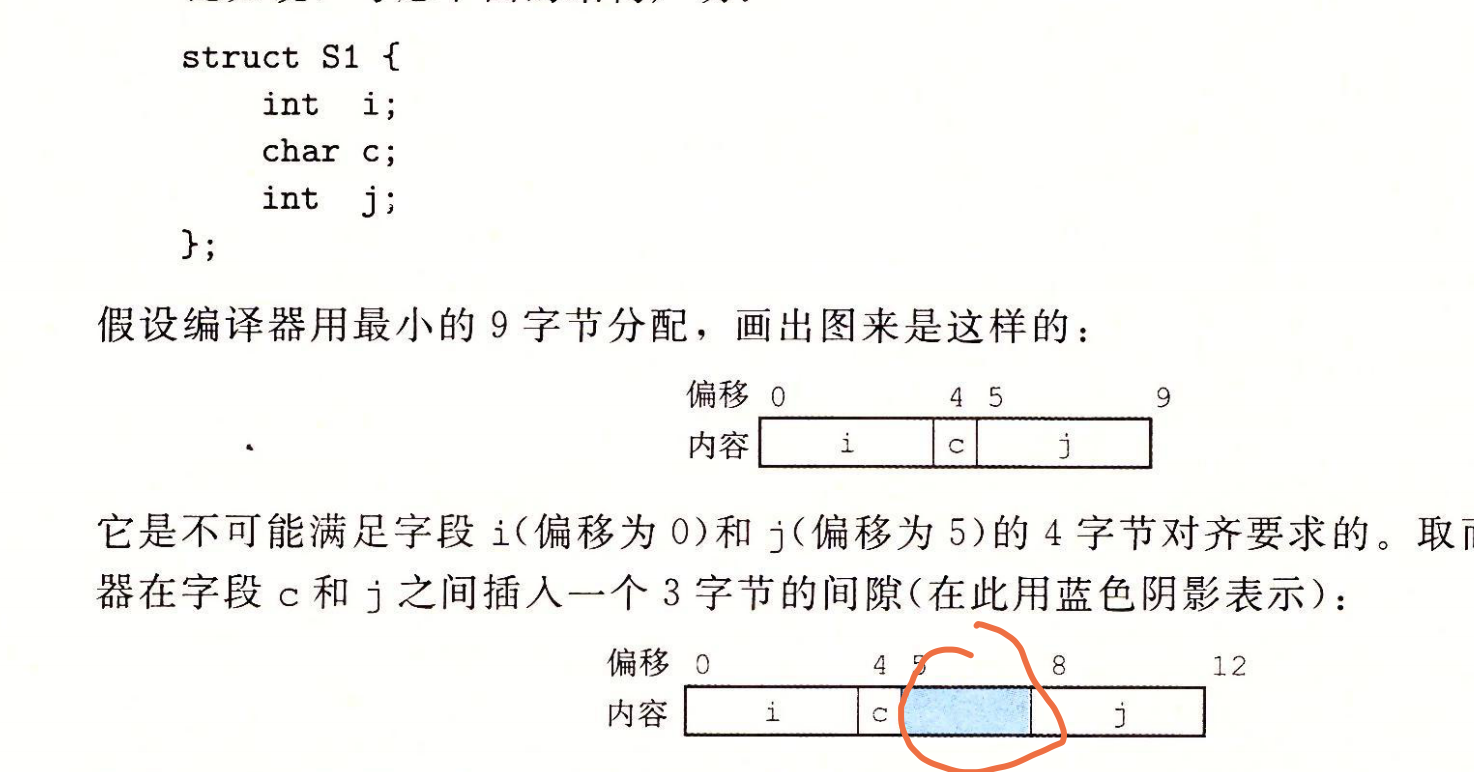 struct S1 {
int i;
char c;
int j;
};
假设编译器用最小的 9 字节分配，画出图来是这样的：
偏移 0 4 5 9
内容 i c j
它是不可能满足字段 i(偏移为 0)和 j(偏移为 5)的 4 字节对齐要求的。取
器在字段 c 和 j 之间插入一个 3 字节的间隙(在此用蓝色阴影表示)：
偏移 0 4 5 8 12
内容 i c j